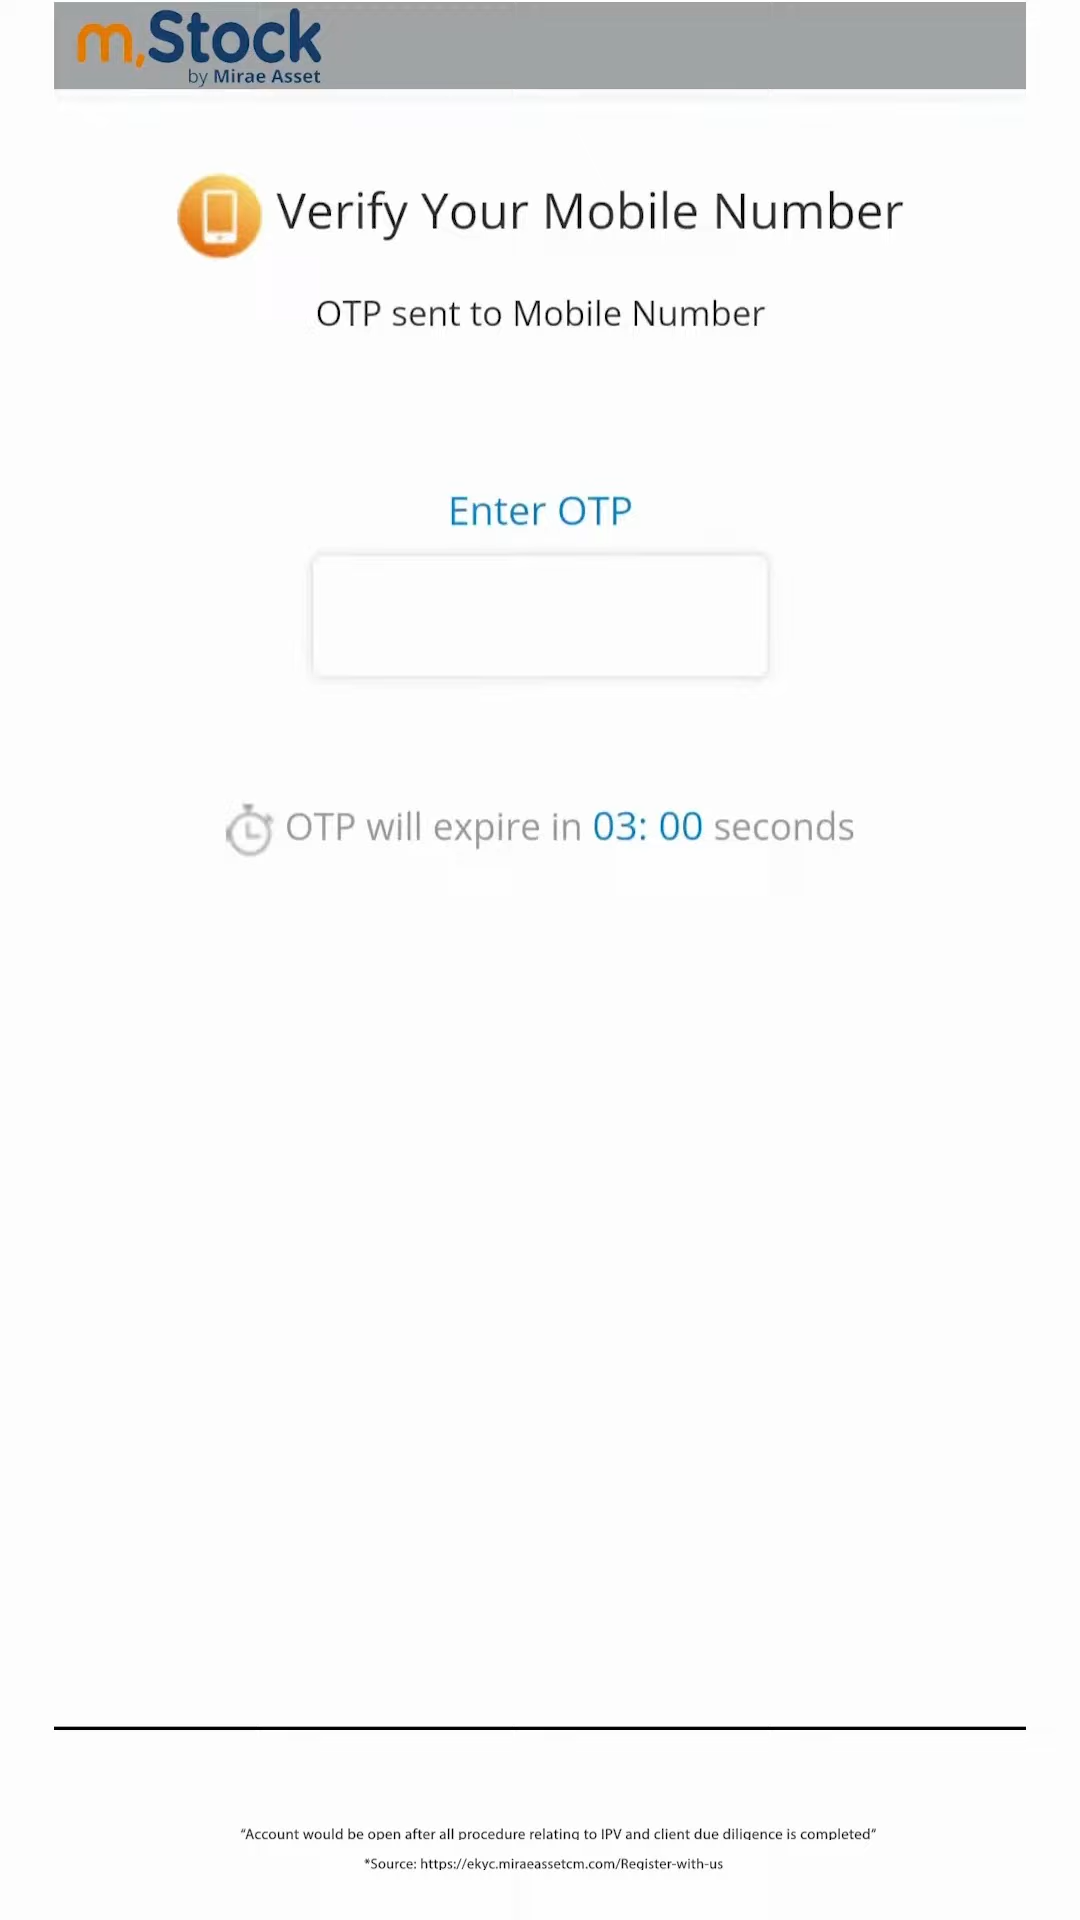 m.Stock
by Mirae Asset
Verify Your Mobile Number
OTP sent to Mobile Number
Enter OTP
OTP will expire in 03: 00 seconds
“Account would be open after all procedure relating to IPV and client due diligence is completed”
*Source: https://ekyc.miraeassetcm.com/Register-with-us